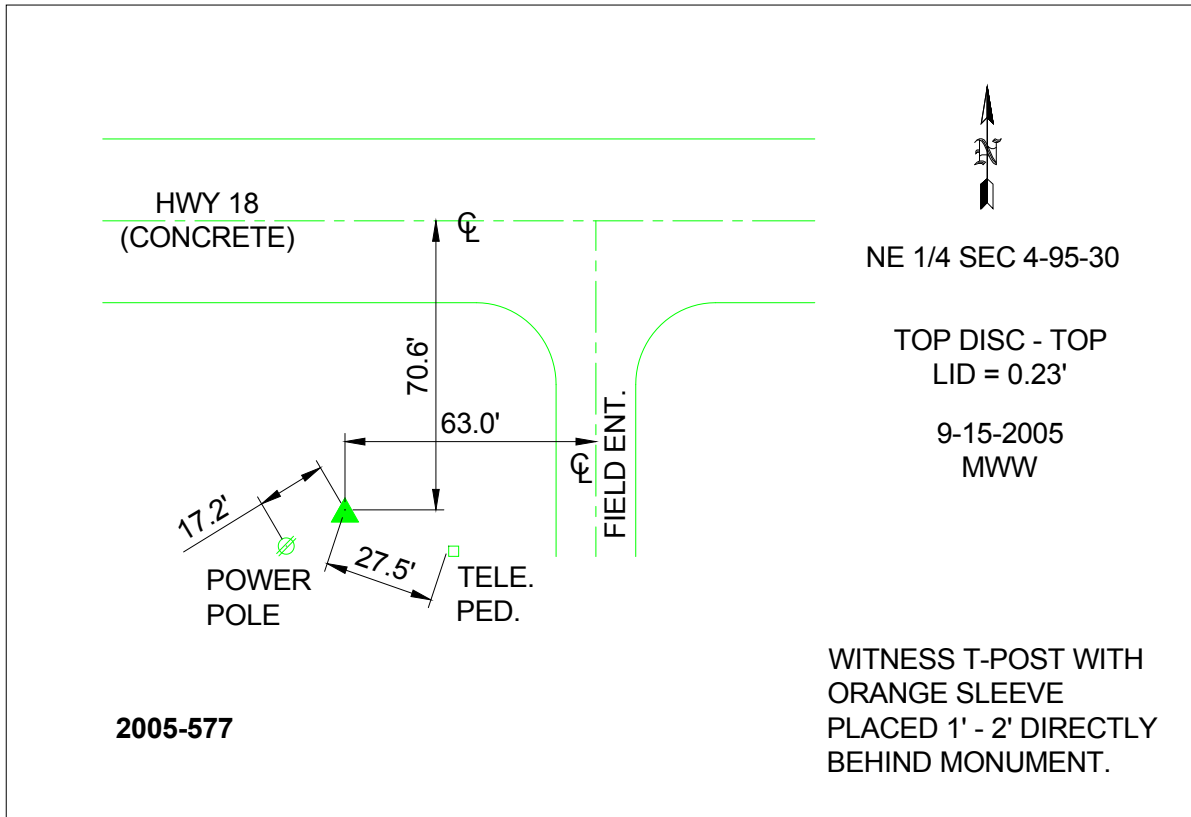 HWY 18
(CONCRETE)
℄
N
NE 1/4 SEC 4-95-30
TOP DISC - TOP
LID = 0.23'
9-15-2005
MWW
70.6'
63.0'
℄
FIELD ENT.
17.2'
27.5'
POWER
POLE
TELE.
PED.
WITNESS T-POST WITH
ORANGE SLEEVE
PLACED 1' - 2' DIRECTLY
BEHIND MONUMENT.
2005-577